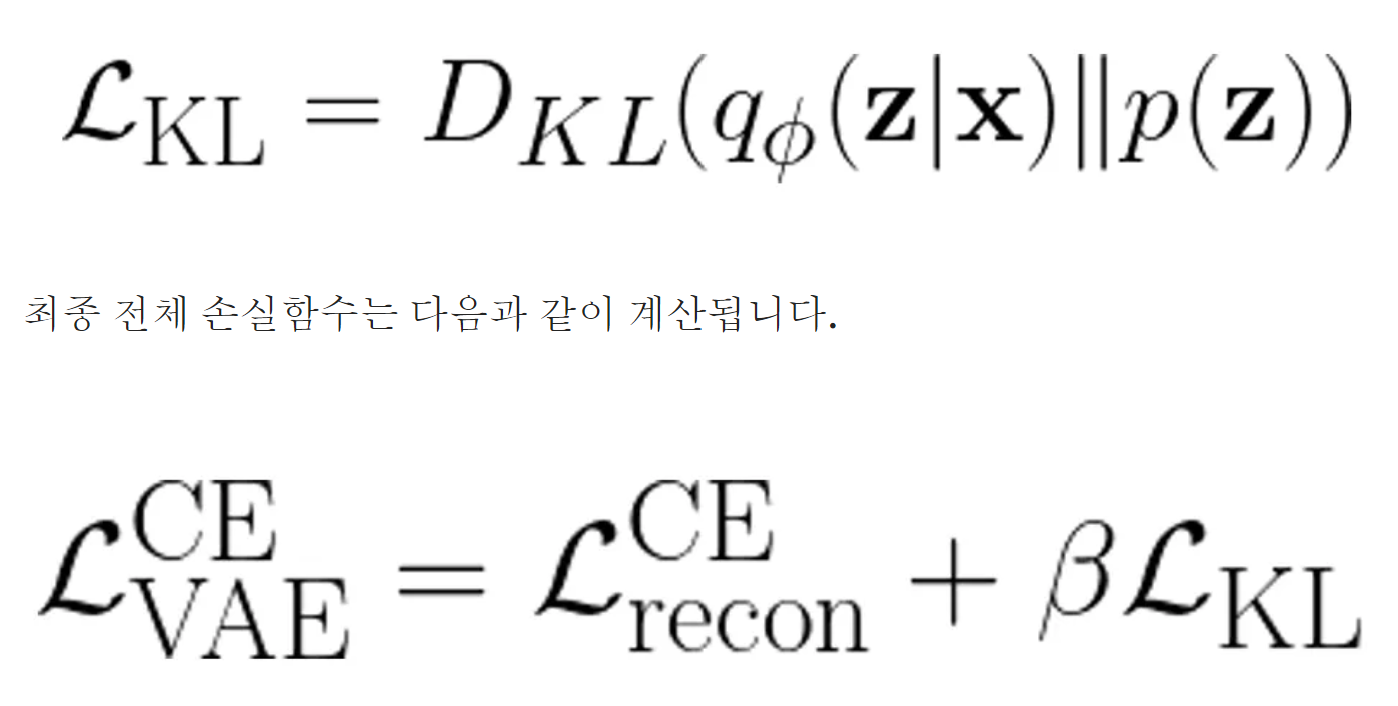 $\mathcal{L}_{\text{KL}} = D_{KL}(q_{\phi}(\mathbf{z}|\mathbf{x}) \| p(\mathbf{z}))$
최종 전체 손실함수는 다음과 같이 계산됩니다.
$\mathcal{L}_{\text{VAE}}^{\text{CE}} = \mathcal{L}_{\text{recon}}^{\text{CE}} + \beta \mathcal{L}_{\text{KL}}$